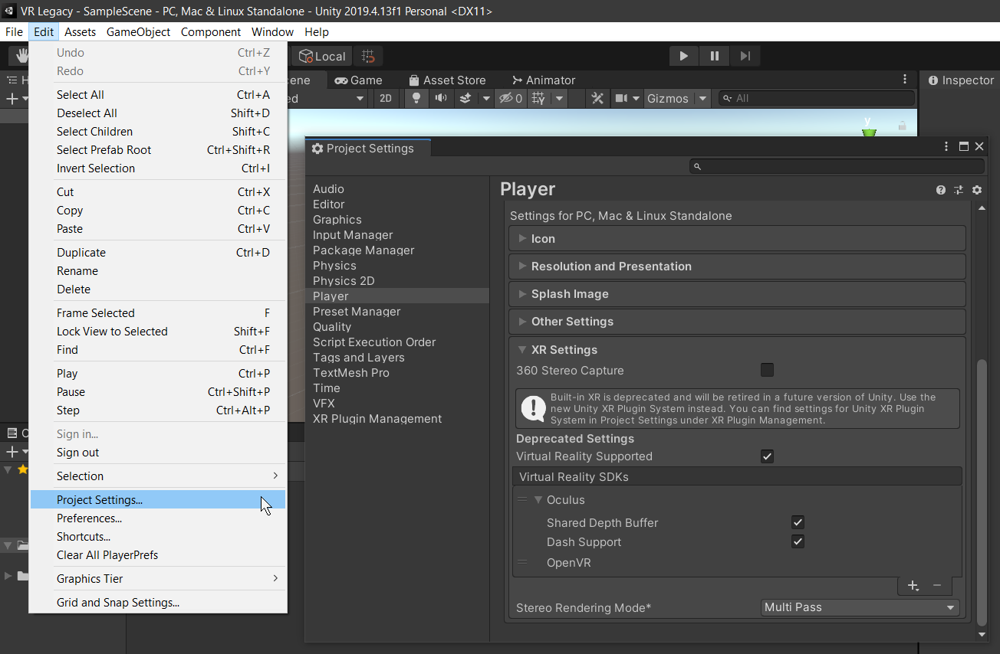 VR Legacy - SampleScene - PC, Mac & Linux Standalone - Unity 2019.4.13f1 Personal <DX11>
File Edit Assets GameObject Component Window Help
Undo Ctrl+Z
Redo Ctrl+Y
Select All Ctrl+A
Deselect All Shift+D
Select Children Shift+C
Select Prefab Root Ctrl+Shift+R
Invert Selection Ctrl+I
Cut Ctrl+X
Copy Ctrl+C
Paste Ctrl+V
Duplicate Ctrl+D
Rename
Delete
Frame Selected F
Lock View to Selected Shift+F
Find Ctrl+F
Play Ctrl+P
Pause Ctrl+Shift+P
Step Ctrl+Alt+P
Sign in...
Sign out
Selection
Project Settings...
Preferences...
Shortcuts...
Clear All PlayerPrefs
Graphics Tier
Grid and Snap Settings...
Local
H
cene Game Asset Store Animator
Inspector
ed 2D 0 Gizmos All
y
O
Project Settings
Audio
Editor
Graphics
Input Manager
Package Manager
Physics
Physics 2D
Player
Preset Manager
Quality
Script Execution Order
Tags and Layers
TextMesh Pro
Time
VFX
XR Plugin Management
Player
Settings for PC, Mac & Linux Standalone
Icon
Resolution and Presentation
Splash Image
Other Settings
XR Settings
360 Stereo Capture
Built-in XR is deprecated and will be retired in a future version of Unity. Use the
new Unity XR Plugin System instead. You can find settings for Unity XR Plugin
System in Project Settings under XR Plugin Management.
Deprecated Settings
Virtual Reality Supported
Virtual Reality SDKs
Oculus
Shared Depth Buffer
Dash Support
OpenVR
Stereo Rendering Mode* Multi Pass